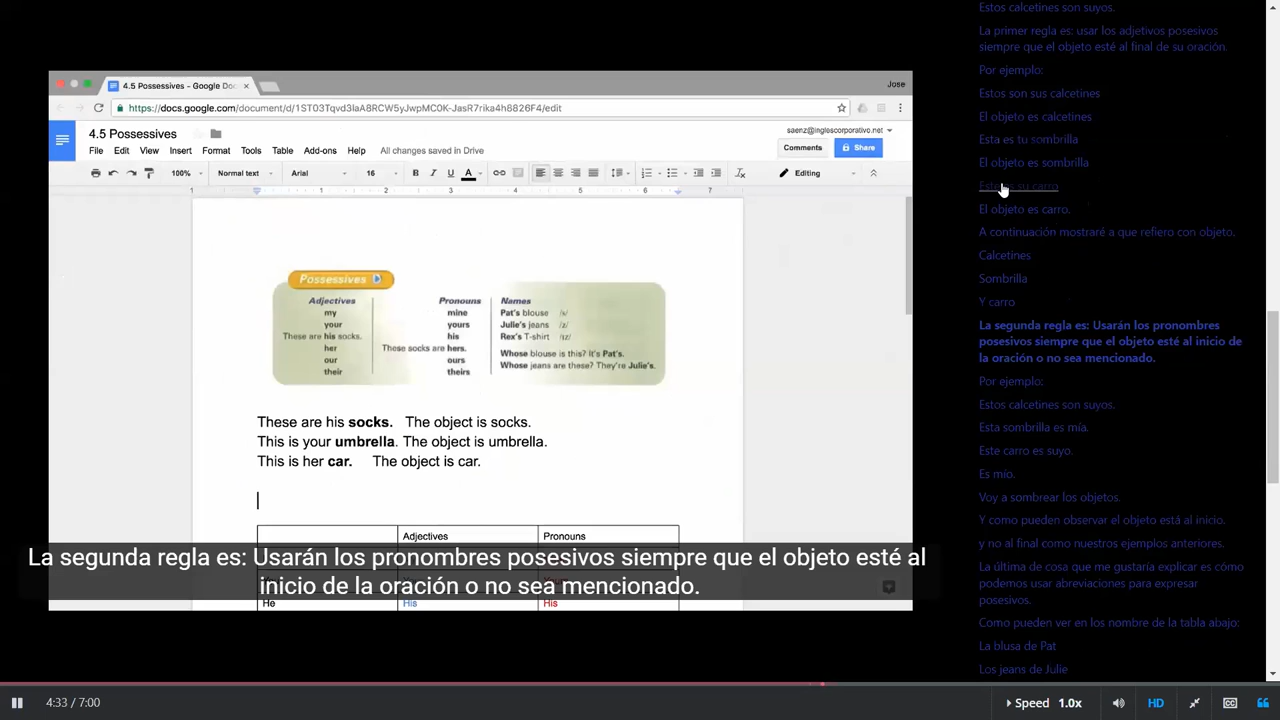 4.5 Possessives - Google Doc
Jose
https://docs.google.com/document/d/1ST03Tqvd3laA8RCW5yJwpMC0K-JasR7rika4h8826F4/edit
4.5 Possessives
saenz@inglescorporativo.net
File Edit View Insert Format Tools Table Add-ons Help All changes saved in Drive
Comments Share
100% Normal text Arial 16 B I U A Editing
1 1 2 3 4 5 6 7
Possessives
Adjectives Pronouns Names
my mine Pat's blouse /s/
your yours Julie's jeans /z/
These are his socks. his Rex's T-shirt /ɪz/
her These socks are hers.
our ours Whose blouse is this? It's Pat's.
their theirs Whose jeans are these? They're Julie's.
These are his socks. The object is socks.
This is your umbrella. The object is umbrella.
This is her car. The object is car.
Adjectives Pronouns
La segunda regla es: Usarán los pronombres posesivos siempre que el objeto esté al
inicio de la oración o no sea mencionado.
He His His
Estos calcetines son suyos.
La primer regla es: usar los adjetivos posesivos
siempre que el objeto esté al final de su oración.
Por ejemplo:
Estos son sus calcetines
El objeto es calcetines
Esta es tu sombrilla
El objeto es sombrilla
su carro
El objeto es carro.
A continuación mostraré a que refiero con objeto.
Calcetines
Sombrilla
Y carro
La segunda regla es: Usarán los pronombres
posesivos siempre que el objeto esté al inicio de
la oración o no sea mencionado.
Por ejemplo:
Estos calcetines son suyos.
Esta sombrilla es mía.
Este carro es suyo.
Es mío.
Voy a sombrear los objetos.
Y como pueden observar el objeto está al inicio.
y no al final como nuestros ejemplos anteriores.
La última de cosa que me gustaría explicar es cómo
podemos usar abreviaciones para expresar
posesivos.
Como pueden ver en los nombre de la tabla abajo:
La blusa de Pat
Los jeans de Julie
4:33 / 7:00
Speed 1.0x HD CC